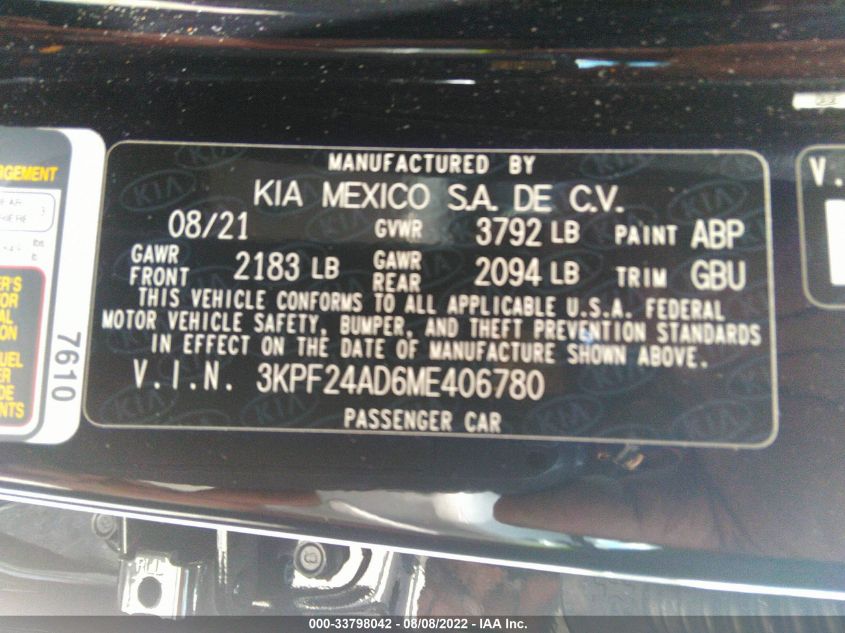 MANUFACTURED BY
KIA MEXICO S.A. DE C.V.
08/21 GVWR 3792 LB PAINT ABP
GAWR FRONT 2183 LB GAWR REAR 2094 LB TRIM GBU
THIS VEHICLE CONFORMS TO ALL APPLICABLE U.S.A. FEDERAL
MOTOR VEHICLE SAFETY, BUMPER, AND THEFT PREVENTION STANDARDS
IN EFFECT ON THE DATE OF MANUFACTURE SHOWN ABOVE.
V.I.N. 3KPF24AD6ME406780
PASSENGER CAR
7610
000-33798042 - 08/08/2022 - IAA Inc.